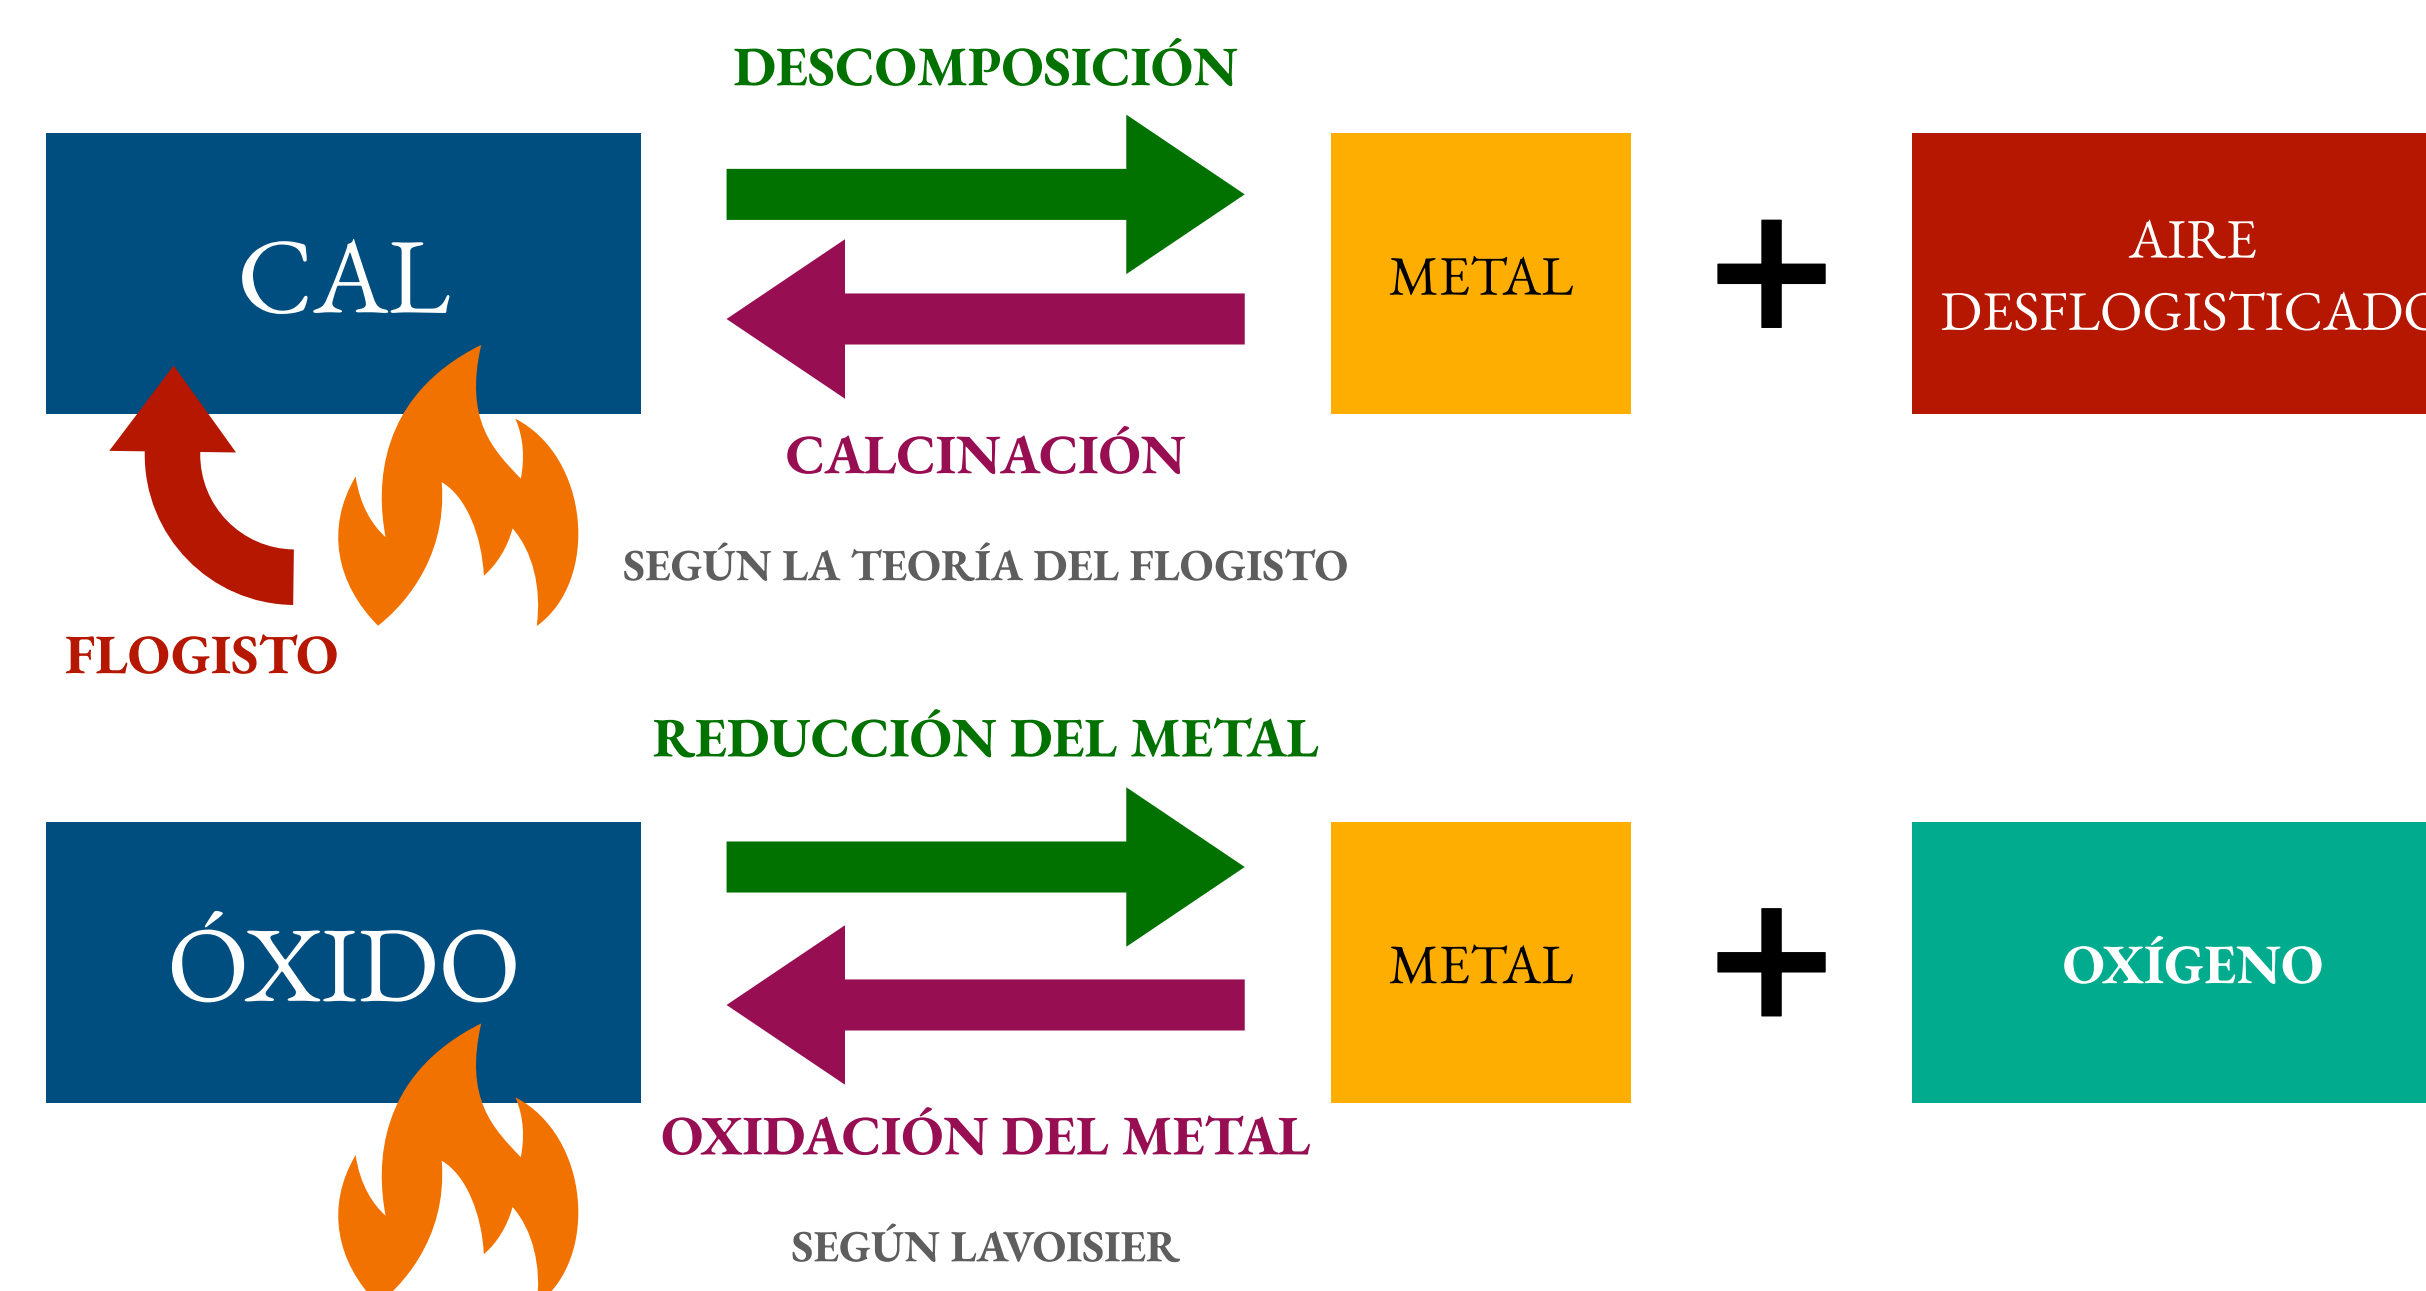 DESCOMPOSICIÓN
CAL
METAL
AIRE
DESFLOGISTICADO
CALCINACIÓN
SEGÚN LA TEORÍA DEL FLOGISTO
FLOGISTO
REDUCCIÓN DEL METAL
ÓXIDO
METAL
OXÍGENO
OXIDACIÓN DEL METAL
SEGÚN LAVOISIER